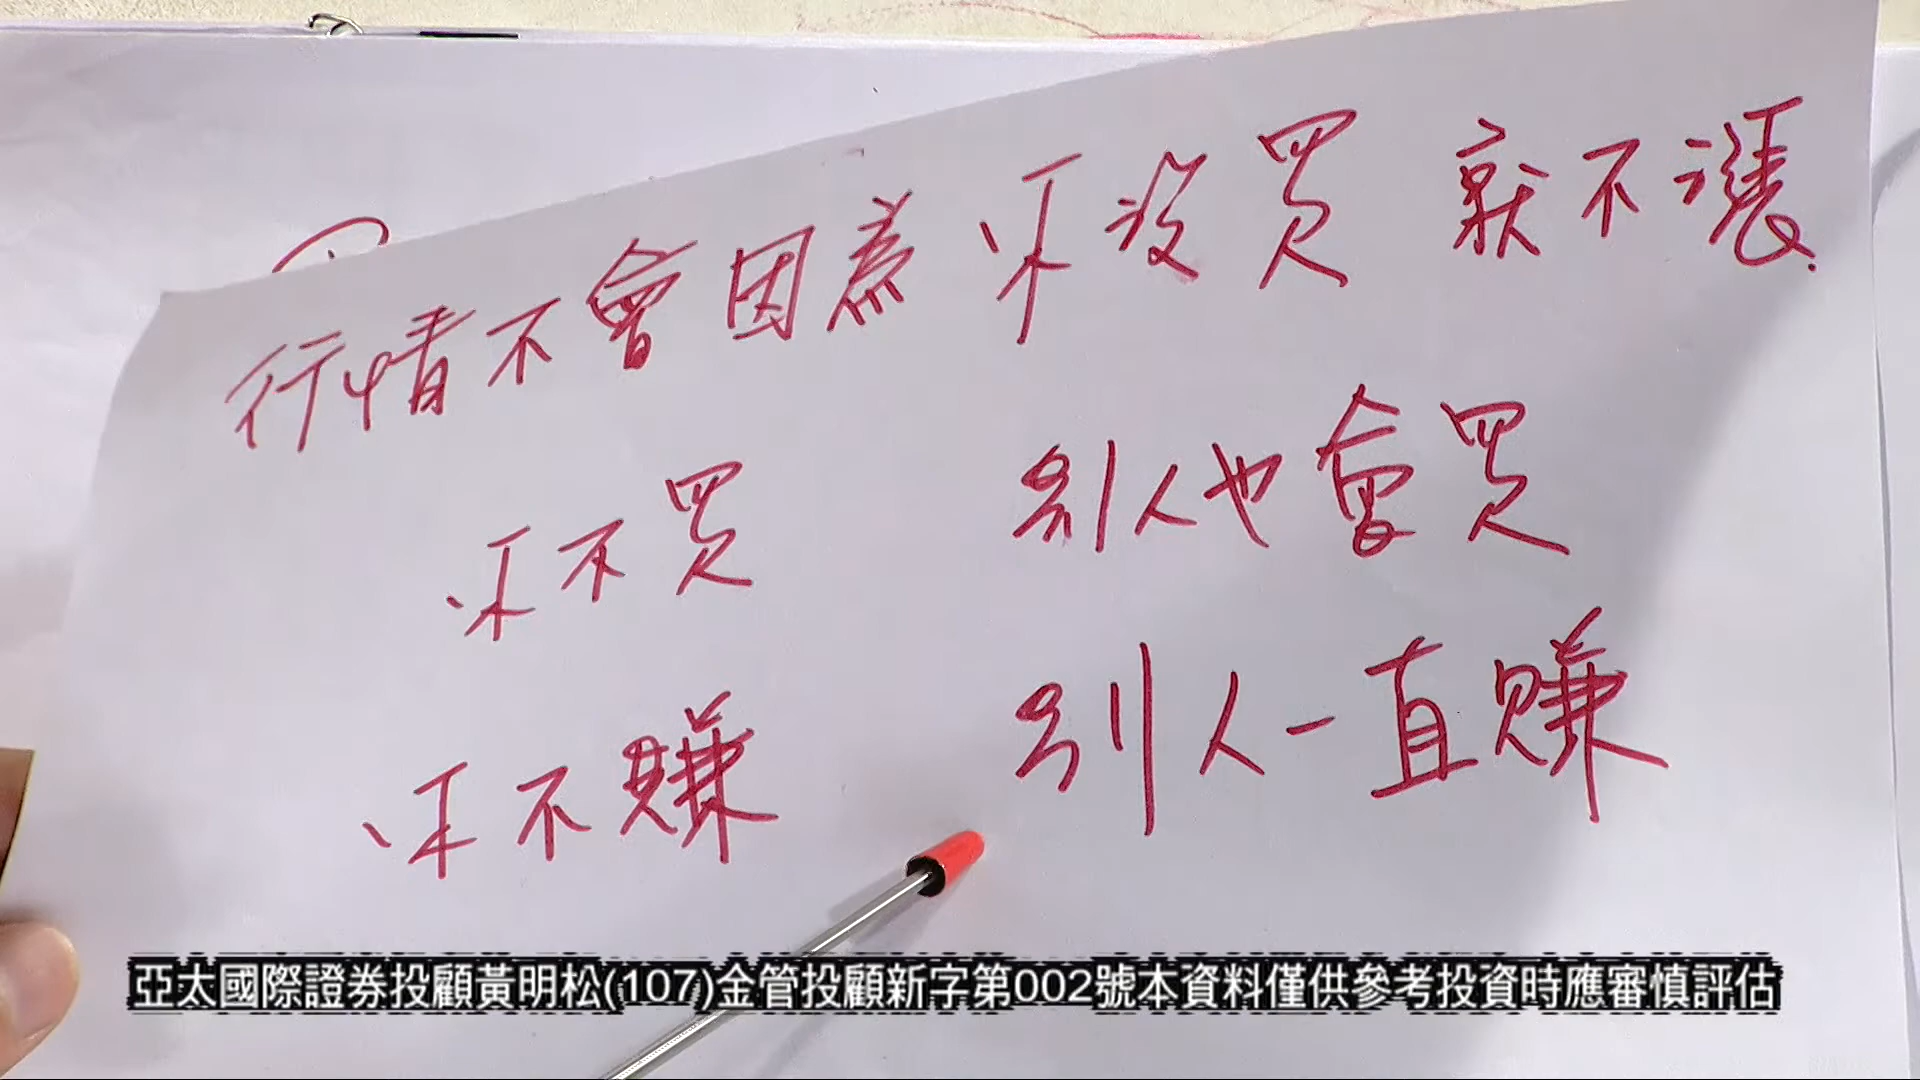 行情不會因為 你沒買 就不漲.
你不買 別人也會買
你不賺 別人一直賺
亞太國際證券投顧黃明松(107)金管投顧新字第002號本資料僅供參考投資時應審慎評估